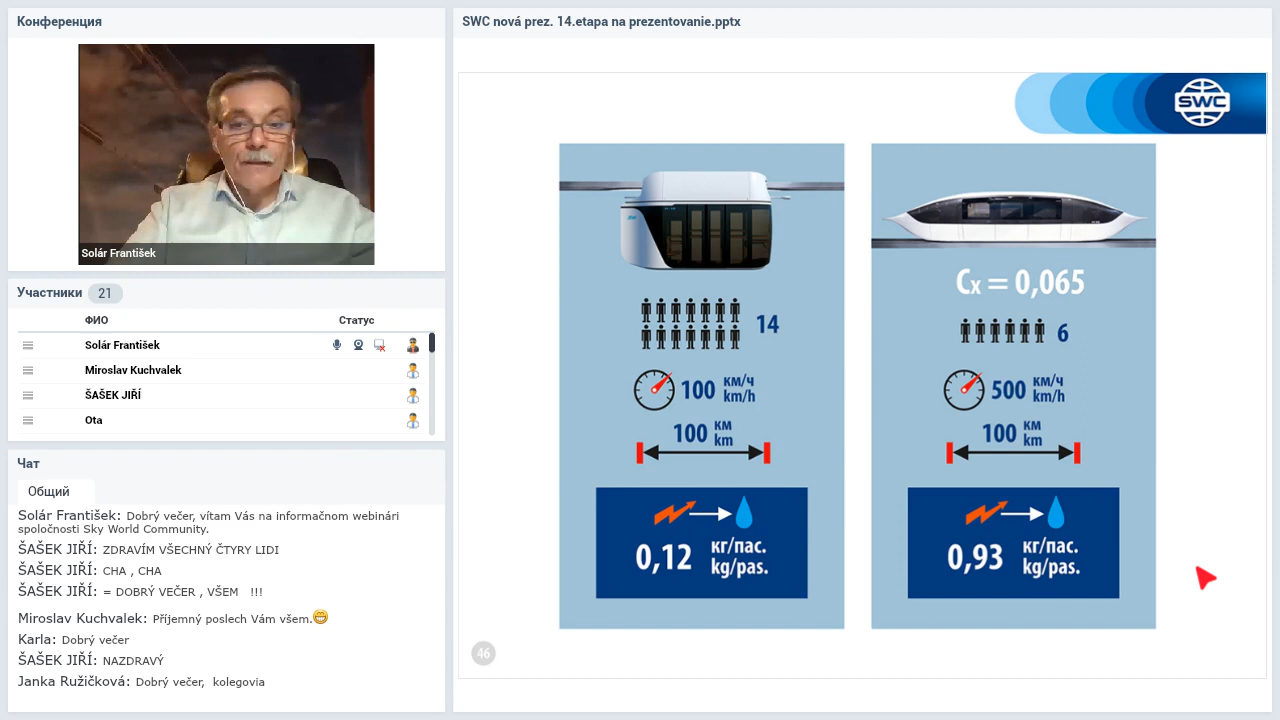 Конференция
Solár František
Участники 21
ФИО Статус
Solár František
Miroslav Kuchvalek
ŠAŠEK JIŘÍ
Ota
Чат
Общий
Solár František: Dobrý večer, vítam Vás na informačnom webinári
spoločnosti Sky World Community.
ŠAŠEK JIŘÍ: ZDRAVÍM VŠECHNÝ ČTYRY LIDI
ŠAŠEK JIŘÍ: CHA , CHA
ŠAŠEK JIŘÍ: = DOBRÝ VEČER , VŠEM !!!
Miroslav Kuchvalek: Příjemný poslech Vám všem.
Karla: Dobrý večer
ŠAŠEK JIŘÍ: NAZDRAVÝ
Janka Ružičková: Dobrý večer, kolegovia
SWC nová prez. 14.etapa na prezentovanie.pptx
SWC
14
100 км/ч
km/h
100 км
km
0,12 кг/пас.
kg/pas.
Cx = 0,065
6
500 км/ч
km/h
100 км
km
0,93 кг/пас.
kg/pas.
46